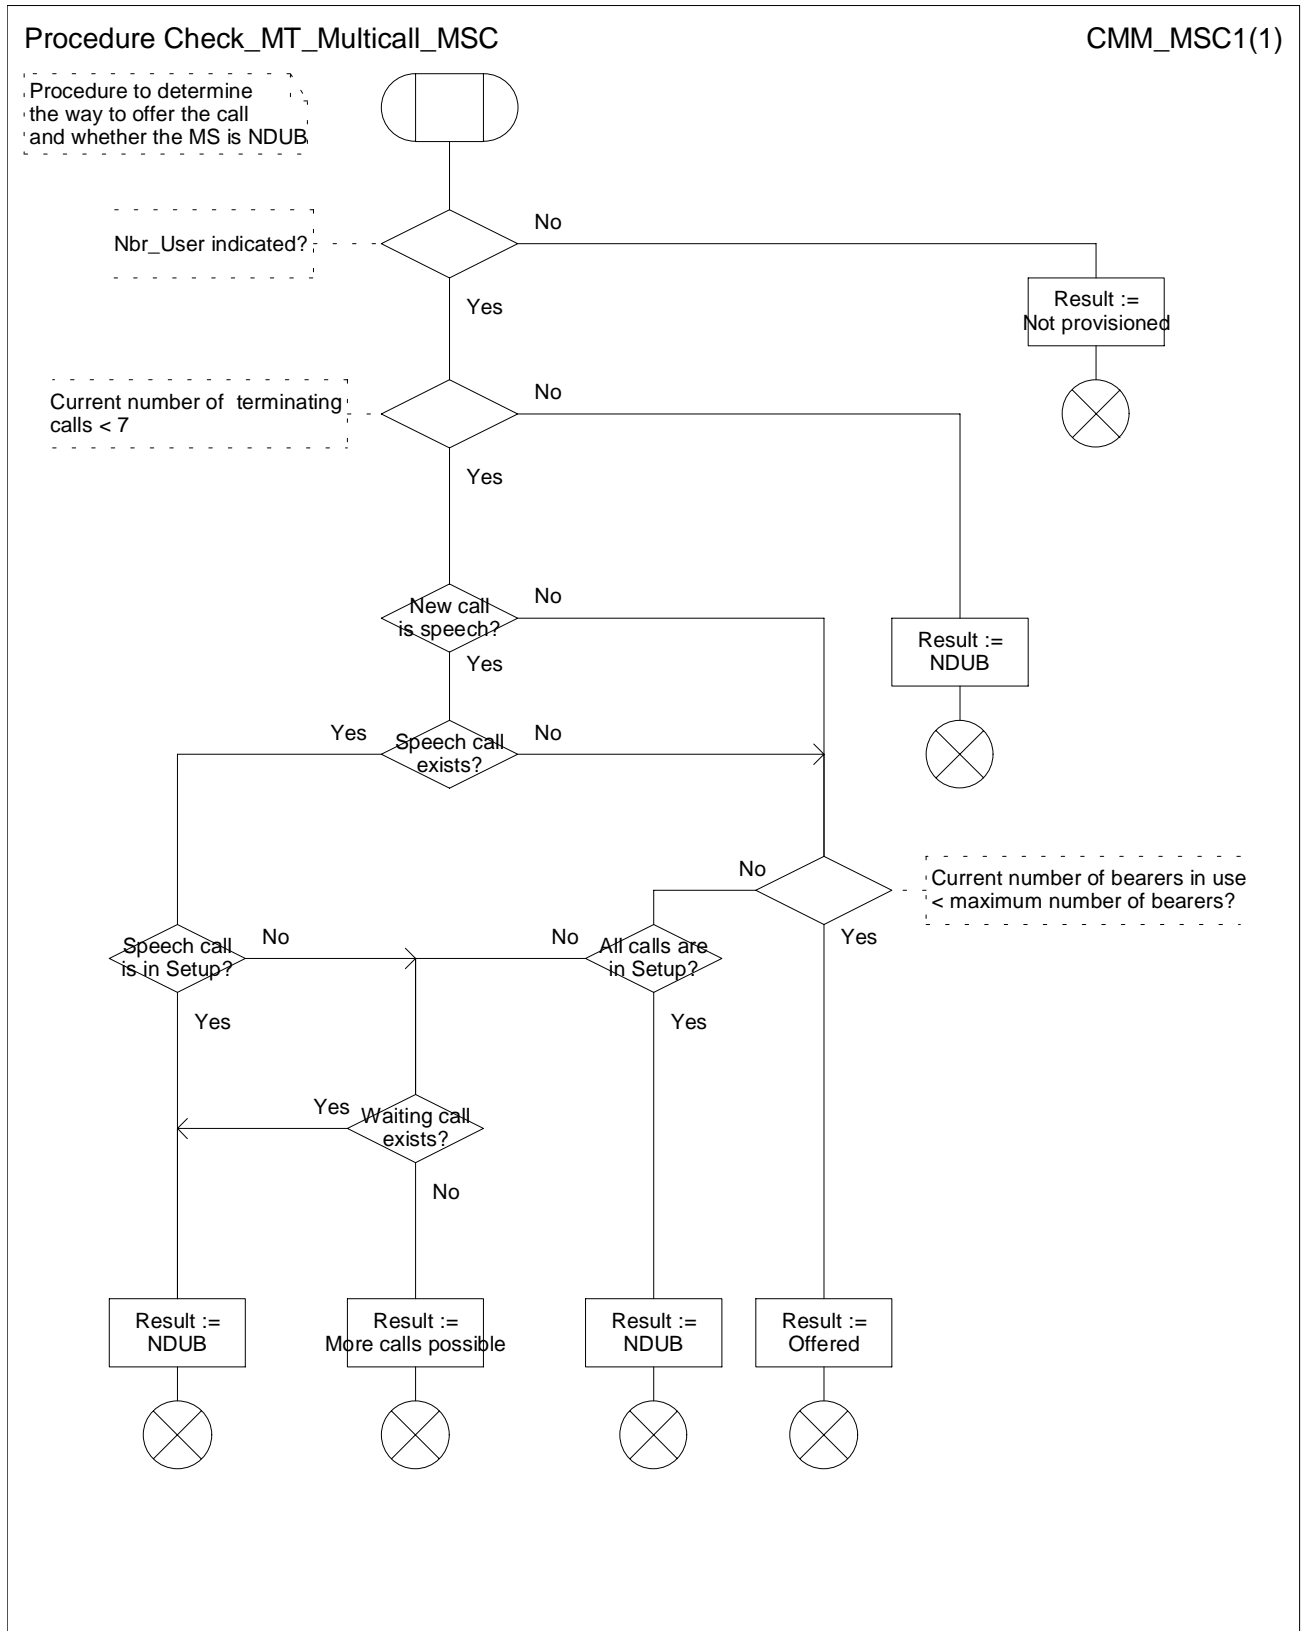 Procedure Check_MT_Multicall_MSC
CMM_MSC1(1)
Procedure to determine
the way to offer the call
and whether the MS is NDUB
No
Nbr_User indicated?
Yes
Result :=
Not provisioned
No
Current number of terminating
calls < 7
Yes
No
New call
is speech?
Yes
Result :=
NDUB
Yes
Speech call
exists?
No
No
Current number of bearers in use
< maximum number of bearers?
Yes
Speech call
is in Setup?
No
No
All calls are
in Setup?
Yes
Yes
Yes
Waiting call
exists?
No
Result :=
NDUB
Result :=
More calls possible
Result :=
NDUB
Result :=
Offered